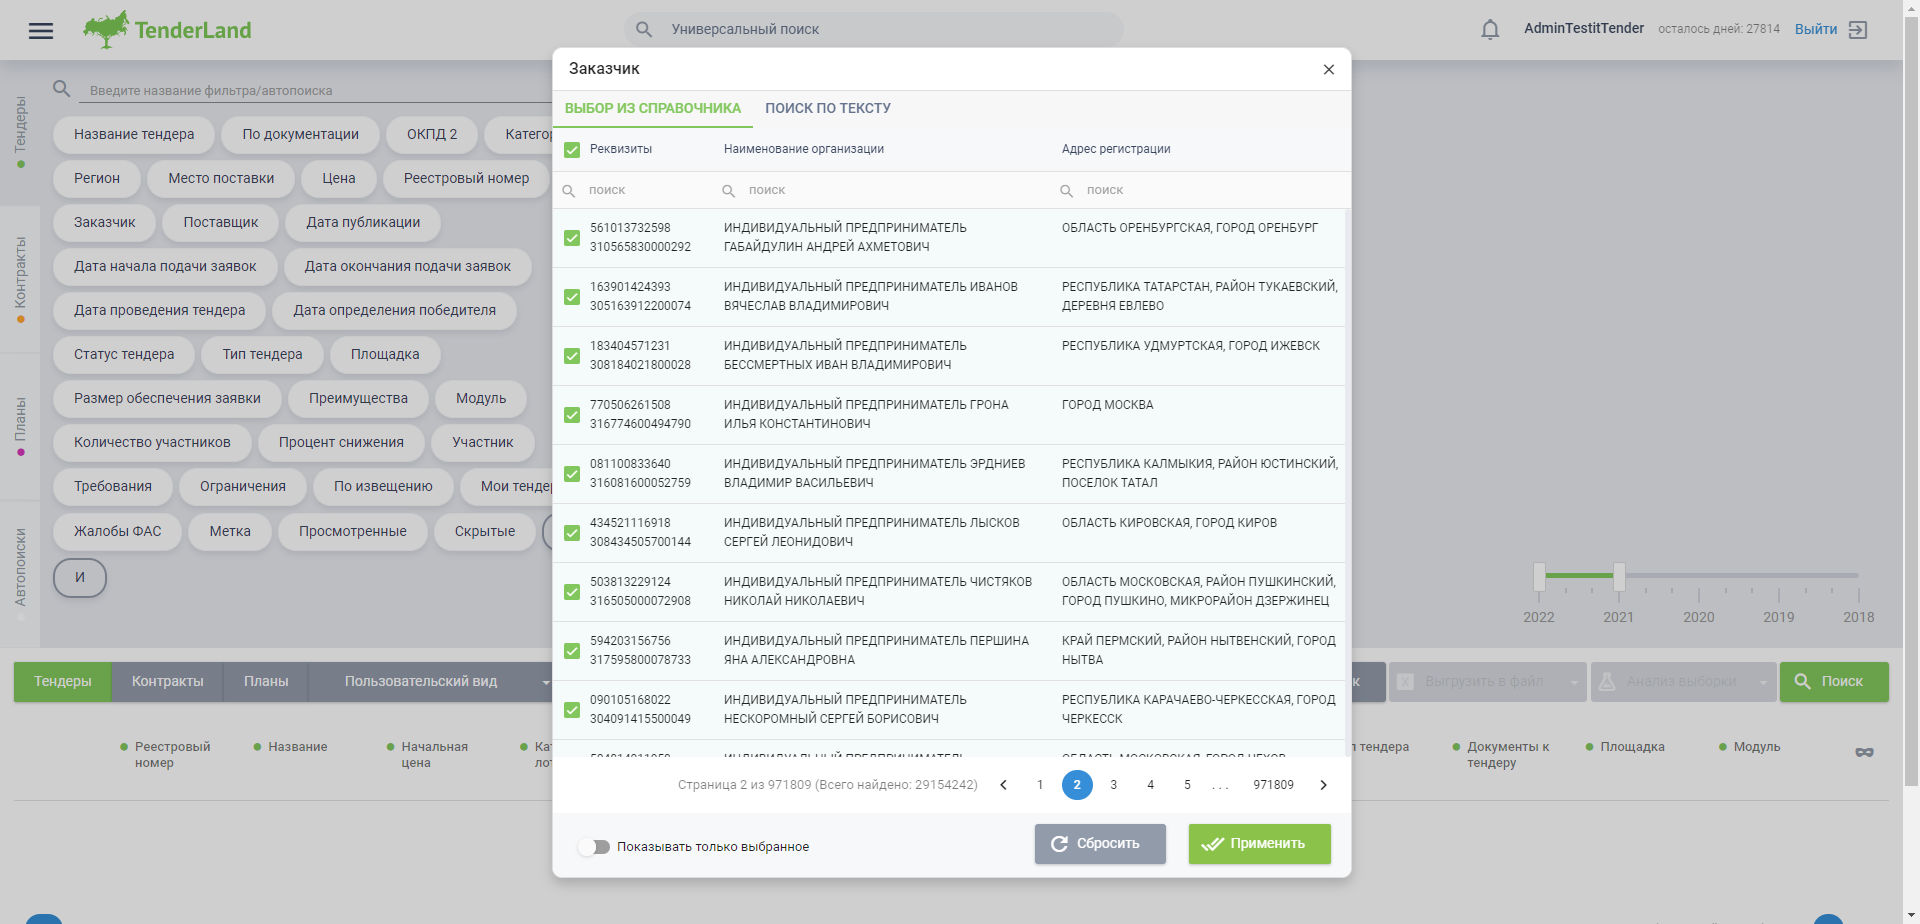 TenderLand
Универсальный поиск
AdminTestitTender
осталось дней: 27814
Выйти
Тендеры
Контракты
Планы
Автопоиски
Введите название фильтра/автопоиска
Название тендера
По документации
ОКПД 2
Регион
Место поставки
Цена
Реестровый номер
Заказчик
Поставщик
Дата публикации
Дата начала подачи заявок
Дата окончания подачи заявок
Дата проведения тендера
Дата определения победителя
Статус тендера
Тип тендера
Площадка
Размер обеспечения заявки
Преимущества
Модуль
Количество участников
Процент снижения
Участник
Требования
Ограничения
По извещению
Мои тенде
Жалобы ФАС
Метка
Просмотренные
Скрытые
И
Заказчик
ВЫБОР ИЗ СПРАВОЧНИКА
ПОИСК ПО ТЕКСТУ
Реквизиты
Наименование организации
Адрес регистрации
поиск
поиск
поиск
561013732598
310565830000292
ИНДИВИДУАЛЬНЫЙ ПРЕДПРИНИМАТЕЛЬ
ГАБАЙДУЛИН АНДРЕЙ АХМЕТОВИЧ
ОБЛАСТЬ ОРЕНБУРГСКАЯ, ГОРОД ОРЕНБУРГ
163901424393
305163912200074
ИНДИВИДУАЛЬНЫЙ ПРЕДПРИНИМАТЕЛЬ ИВАНОВ
ВЯЧЕСЛАВ ВЛАДИМИРОВИЧ
РЕСПУБЛИКА ТАТАРСТАН, РАЙОН ТУКАЕВСКИЙ,
ДЕРЕВНЯ ЕВЛЕВО
183404571231
308184021800028
ИНДИВИДУАЛЬНЫЙ ПРЕДПРИНИМАТЕЛЬ
БЕССМЕРТНЫХ ИВАН ВЛАДИМИРОВИЧ
РЕСПУБЛИКА УДМУРТСКАЯ, ГОРОД ИЖЕВСК
770506261508
316774600494790
ИНДИВИДУАЛЬНЫЙ ПРЕДПРИНИМАТЕЛЬ ГРОНА
ИЛЬЯ КОНСТАНТИНОВИЧ
ГОРОД МОСКВА
081100833640
316081600052759
ИНДИВИДУАЛЬНЫЙ ПРЕДПРИНИМАТЕЛЬ ЭРДНИЕВ
ВЛАДИМИР ВАСИЛЬЕВИЧ
РЕСПУБЛИКА КАЛМЫКИЯ, РАЙОН ЮСТИНСКИЙ,
ПОСЕЛОК ТАТАЛ
434521116918
308434505700144
ИНДИВИДУАЛЬНЫЙ ПРЕДПРИНИМАТЕЛЬ ЛЫСКОВ
СЕРГЕЙ ЛЕОНИДОВИЧ
ОБЛАСТЬ КИРОВСКАЯ, ГОРОД КИРОВ
503813229124
316505000072908
ИНДИВИДУАЛЬНЫЙ ПРЕДПРИНИМАТЕЛЬ ЧИСТЯКОВ
НИКОЛАЙ НИКОЛАЕВИЧ
ОБЛАСТЬ МОСКОВСКАЯ, РАЙОН ПУШКИНСКИЙ,
ГОРОД ПУШКИНО, МИКРОРАЙОН ДЗЕРЖИНЕЦ
594203156756
317595800078733
ИНДИВИДУАЛЬНЫЙ ПРЕДПРИНИМАТЕЛЬ ПЕРШИНА
ЯНА АЛЕКСАНДРОВНА
КРАЙ ПЕРМСКИЙ, РАЙОН НЫТВЕНСКИЙ, ГОРОД
НЫТВА
090105168022
304091415500049
ИНДИВИДУАЛЬНЫЙ ПРЕДПРИНИМАТЕЛЬ
НЕСКОРОМНЫЙ СЕРГЕЙ БОРИСОВИЧ
РЕСПУБЛИКА КАРАЧАЕВО-ЧЕРКЕССКАЯ, ГОРОД
ЧЕРКЕССК
Страница 2 из 971809 (Всего найдено: 29154242)
1 2 3 4 5 ... 971809
Показывать только выбранное
Сбросить
Применить
2022 2021 2020 2019 2018
Тендеры
Контракты
Планы
Пользовательский вид
к
Выгрузить в файл
Анализ выборки
Поиск
Реестровый
номер
Название
Начальная
цена
тендера
Документы к
тендеру
Площадка
Модуль